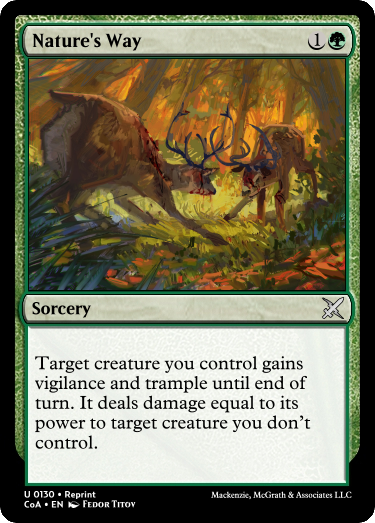 Nature's Way 1
Sorcery
Target creature you control gains
vigilance and trample until end of
turn. It deals damage equal to its
power to target creature you don't
control.
U 0130 • Reprint
CoA • EN Fedor Titov
Mackenzie, McGrath & Associates LLC